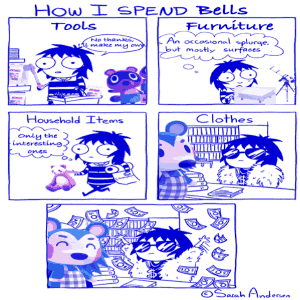 HOW I SPEND BELLS
TOOLS
FURNITURE
No thanks,
I'll make my own
An occasional splurge,
but mostly surfaces
Household Items
Clothes
Only the
interesting
ones
© Sarah Andersen